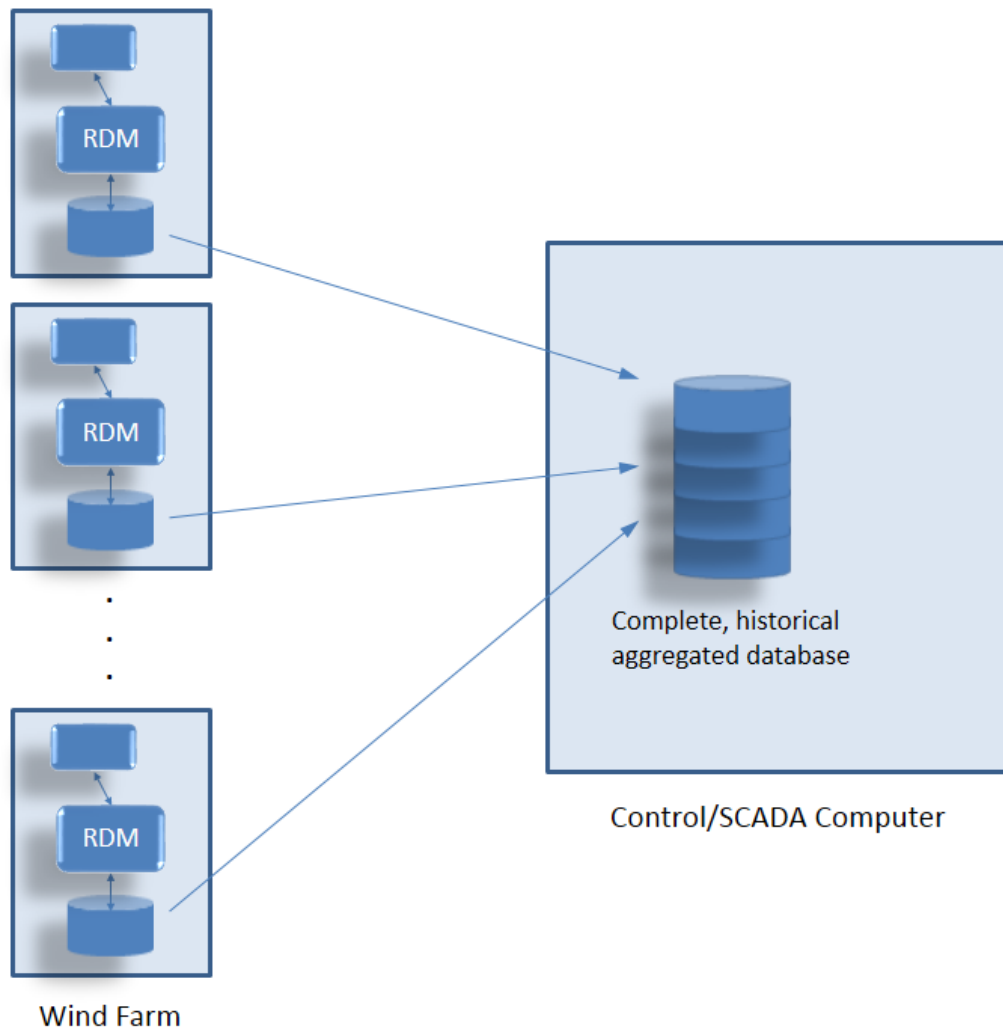 RDM
RDM
RDM
Wind Farm
Complete, historical
aggregated database
Control/SCADA Computer